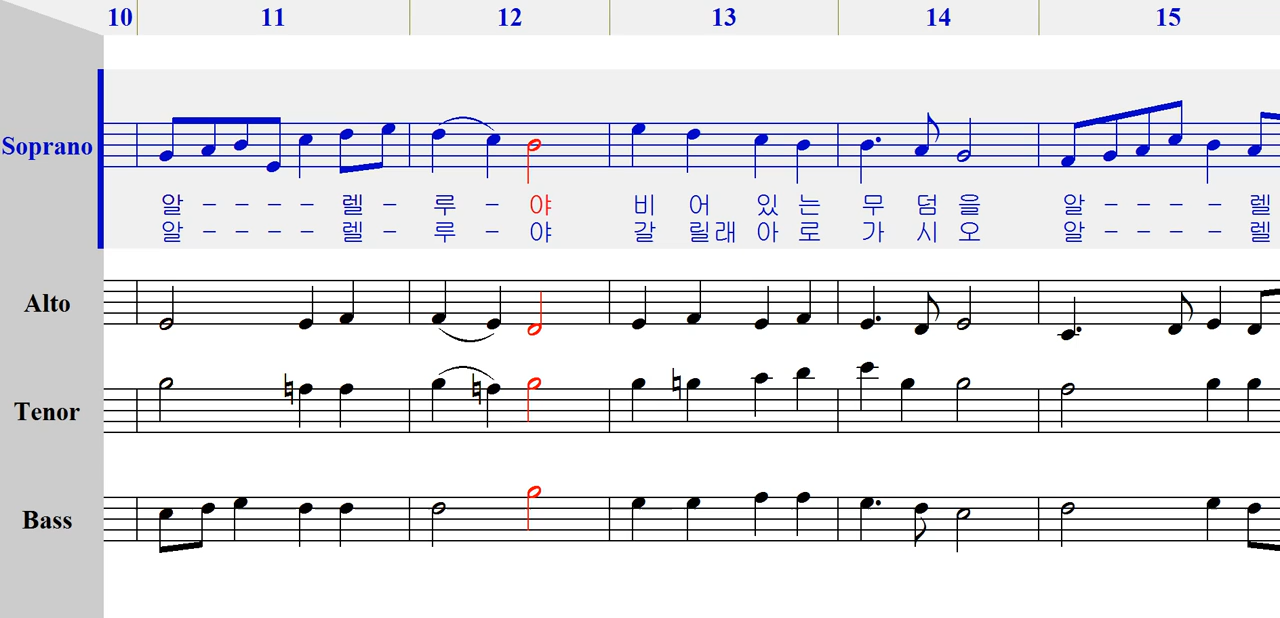 10 11 12 13 14 15
Soprano
알 - - - - 렐 - 루 - 야 비 어 있 는 무 덤 을 알 - - - - 렐
알 - - - - 렐 - 루 - 야 갈 릴래 아 로 가 시 오 알 - - - - 렐
Alto
Tenor
Bass